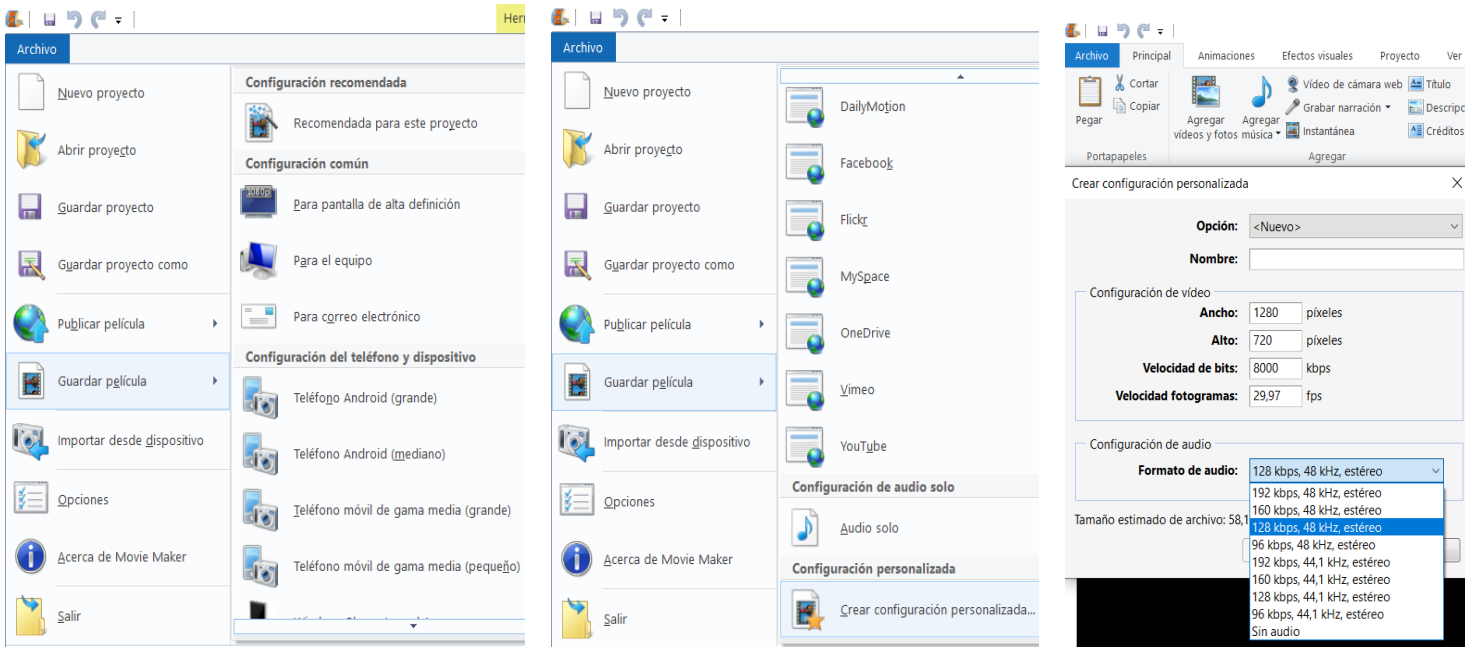 Herr
Archivo
Nuevo proyecto
Abrir proyecto
Guardar proyecto
Guardar proyecto como
Publicar película
Guardar película
Importar desde dispositivo
Opciones
Acerca de Movie Maker
Salir
Configuración recomendada
Recomendada para este proyecto
Configuración común
1080p
Para pantalla de alta definición
Para el equipo
Para correo electrónico
Configuración del teléfono y dispositivo
Teléfono Android (grande)
Teléfono Android (mediano)
Teléfono móvil de gama media (grande)
Teléfono móvil de gama media (pequeño)
Archivo
Nuevo proyecto
Abrir proyecto
Guardar proyecto
Guardar proyecto como
Publicar película
Guardar película
Importar desde dispositivo
Opciones
Acerca de Movie Maker
Salir
DailyMotion
Facebook
Flickr
MySpace
OneDrive
Vimeo
YouTube
Configuración de audio solo
Audio solo
Configuración personalizada
Crear configuración personalizada...
Archivo Principal Animaciones Efectos visuales Proyecto Ver
Pegar
Cortar
Copiar
Portapapeles
Agregar vídeos y fotos
Agregar música
Vídeo de cámara web
Grabar narración
Instantánea
Título
Descripc
Créditos
Agregar
Crear configuración personalizada
Opción: <Nuevo>
Nombre:
Configuración de vídeo
Ancho: 1280 píxeles
Alto: 720 píxeles
Velocidad de bits: 8000 kbps
Velocidad fotogramas: 29,97 fps
Configuración de audio
Formato de audio: 128 kbps, 48 kHz, estéreo
192 kbps, 48 kHz, estéreo
160 kbps, 48 kHz, estéreo
128 kbps, 48 kHz, estéreo
96 kbps, 48 kHz, estéreo
192 kbps, 44,1 kHz, estéreo
160 kbps, 44,1 kHz, estéreo
128 kbps, 44,1 kHz, estéreo
96 kbps, 44,1 kHz, estéreo
Sin audio
Tamaño estimado de archivo: 58,1